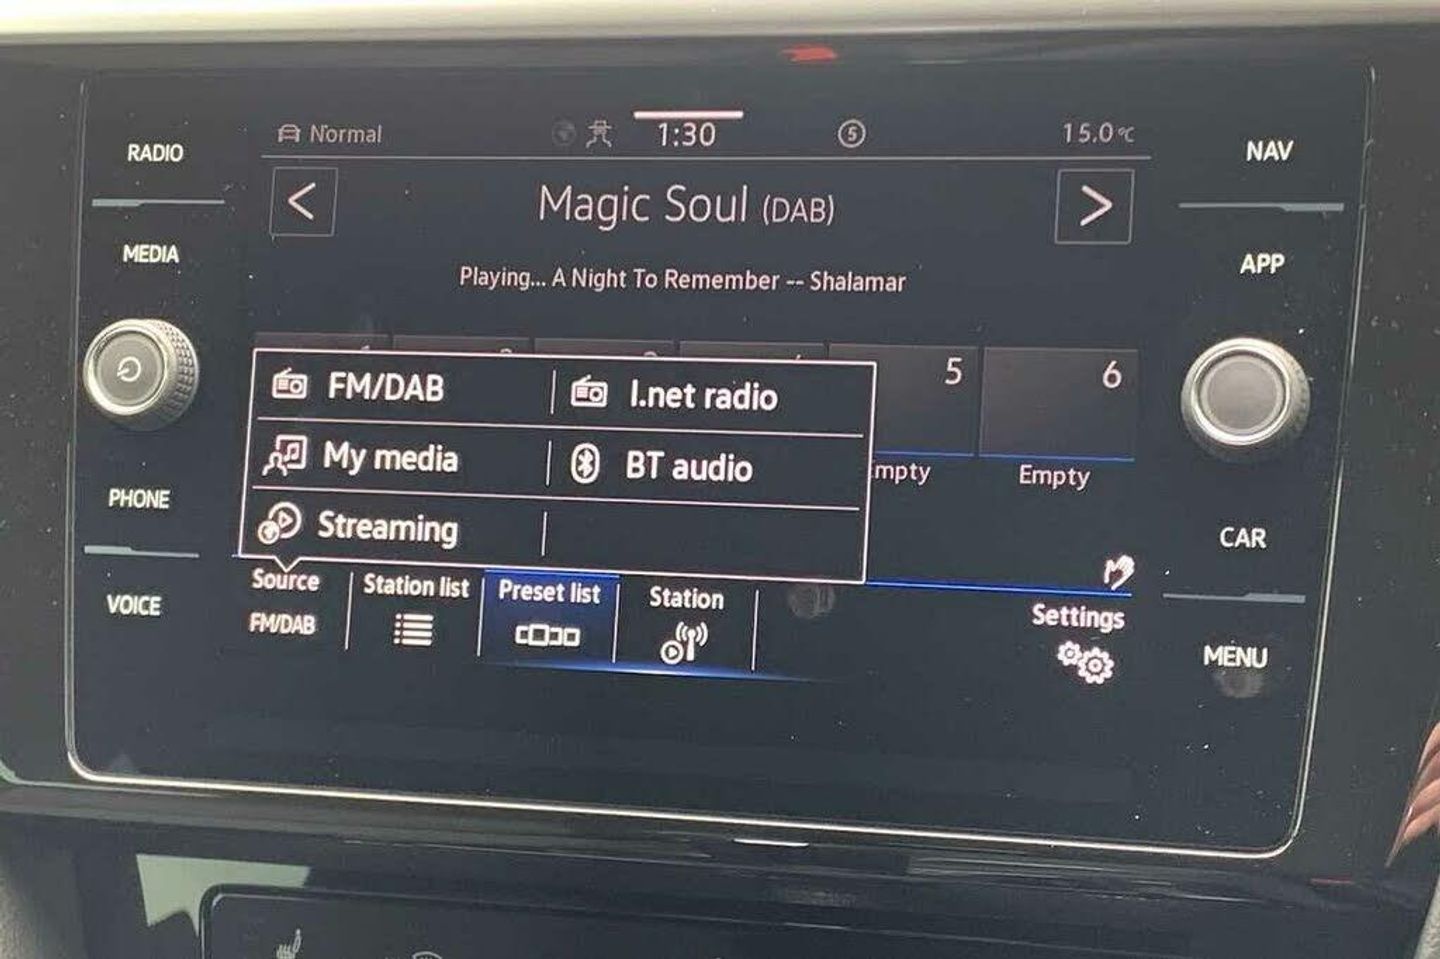 RADIO
MEDIA
PHONE
VOICE
Normal
1:30
5
15.0°C
Magic Soul (DAB)
Playing... A Night To Remember -- Shalamar
5
6
FM/DAB
I.net radio
My media
BT audio
Streaming
Empty
Source
FM/DAB
Station list
Preset list
Station
Settings
NAV
APP
CAR
MENU